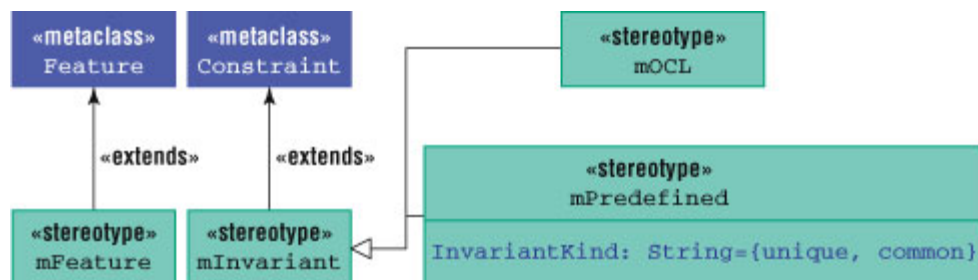 «metaclass»
Feature
«metaclass»
Constraint
«stereotype»
mOCL
«extends»
«extends»
«stereotype»
mPredefined
InvariantKind: String={unique, common}
«stereotype»
mFeature
«stereotype»
mInvariant